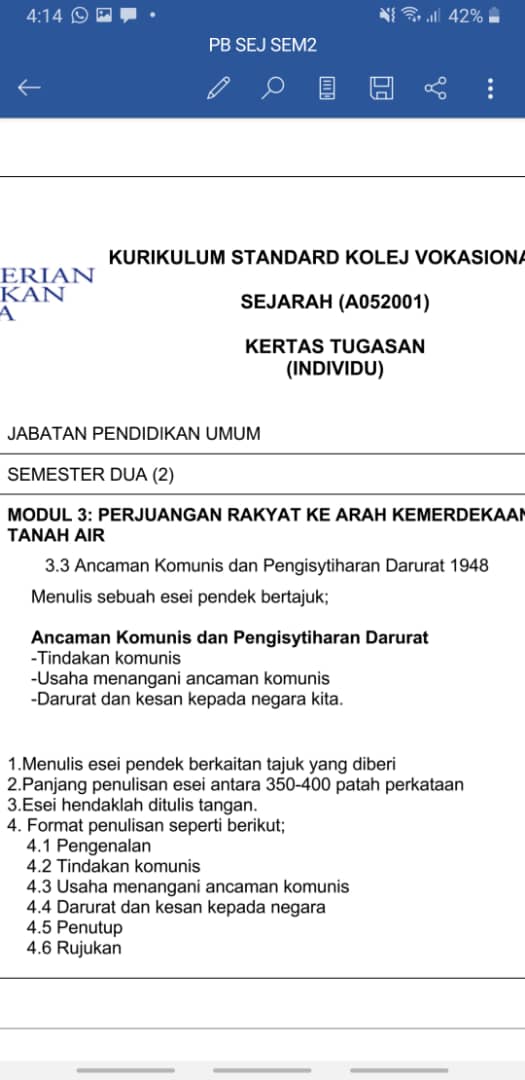 4:14 42%
PB SEJ SEM2
KURIKULUM STANDARD KOLEJ VOKASIONA
ERIAN
KAN
A
SEJARAH (A052001)
KERTAS TUGASAN
(INDIVIDU)
JABATAN PENDIDIKAN UMUM
SEMESTER DUA (2)
MODUL 3: PERJUANGAN RAKYAT KE ARAH KEMERDEKAAN
TANAH AIR
3.3 Ancaman Komunis dan Pengisytiharan Darurat 1948
Menulis sebuah esei pendek bertajuk;
Ancaman Komunis dan Pengisytiharan Darurat
-Tindakan komunis
-Usaha menangani ancaman komunis
-Darurat dan kesan kepada negara kita.
1.Menulis esei pendek berkaitan tajuk yang diberi
2.Panjang penulisan esei antara 350-400 patah perkataan
3.Esei hendaklah ditulis tangan.
4. Format penulisan seperti berikut;
4.1 Pengenalan
4.2 Tindakan komunis
4.3 Usaha menangani ancaman komunis
4.4 Darurat dan kesan kepada negara
4.5 Penutup
4.6 Rujukan